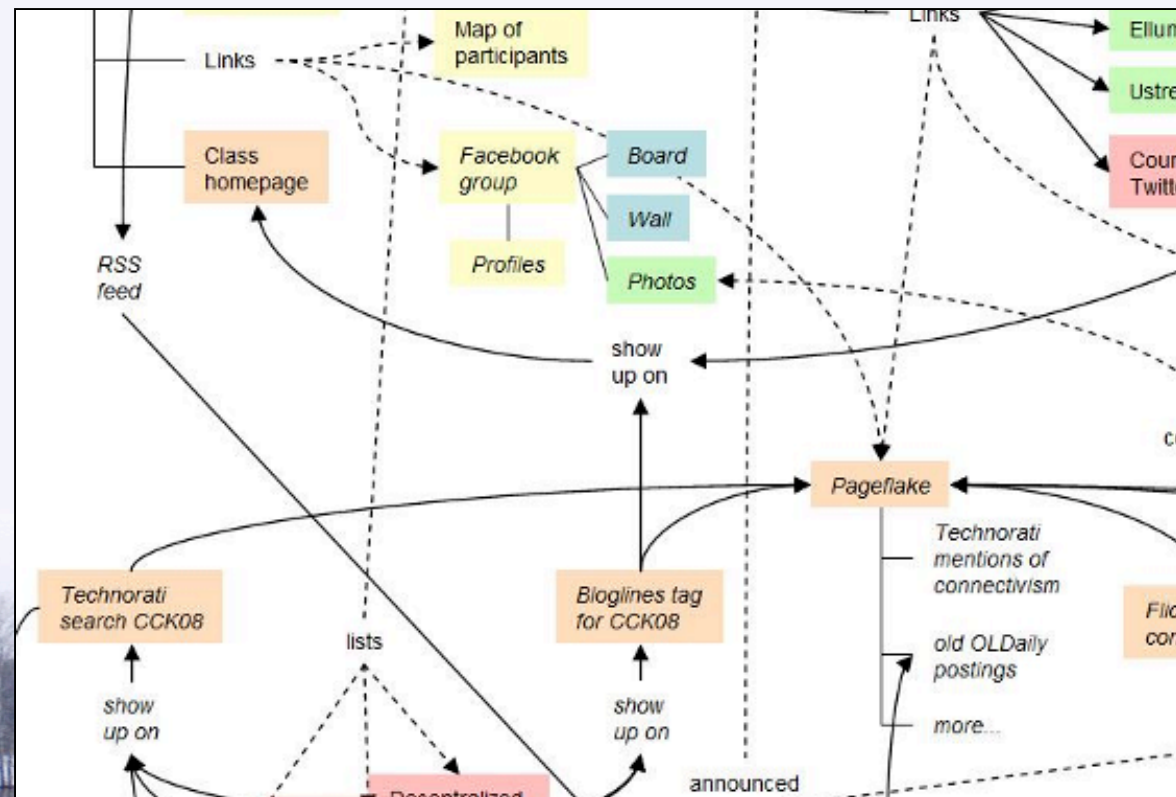 Links
Map of
participants
Links
Class
homepage
Facebook
group
Board
Wall
Profiles
Photos
RSS
feed
show
up on
Pageflake
Technorati
mentions of
connectivism
Technorati
search CCK08
Bloglines tag
for CCK08
lists
old OLDaily
postings
show
up on
show
up on
more...
announced
Decentralized